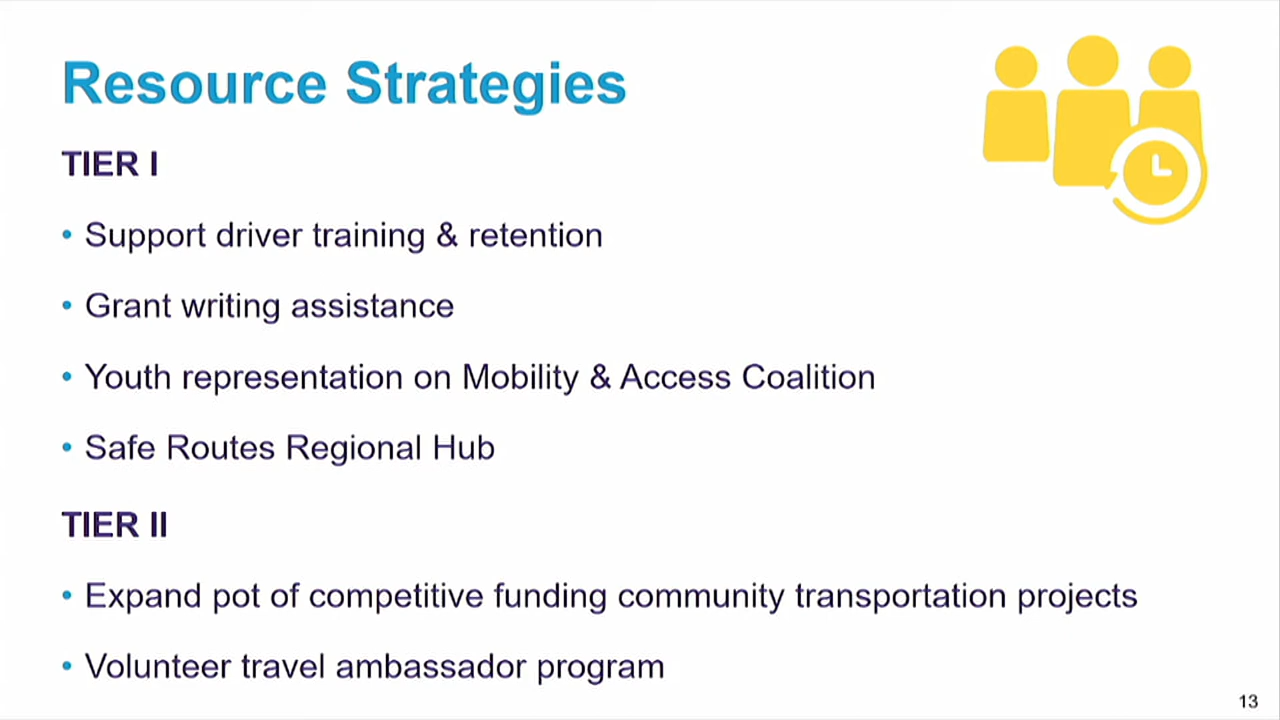 Resource Strategies
TIER I
• Support driver training & retention
• Grant writing assistance
• Youth representation on Mobility & Access Coalition
• Safe Routes Regional Hub
TIER II
• Expand pot of competitive funding community transportation projects
• Volunteer travel ambassador program
13